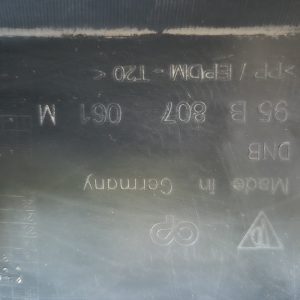 >PP / EPDM - T20<
95 B 807 061 M
DNB
Made in Germany